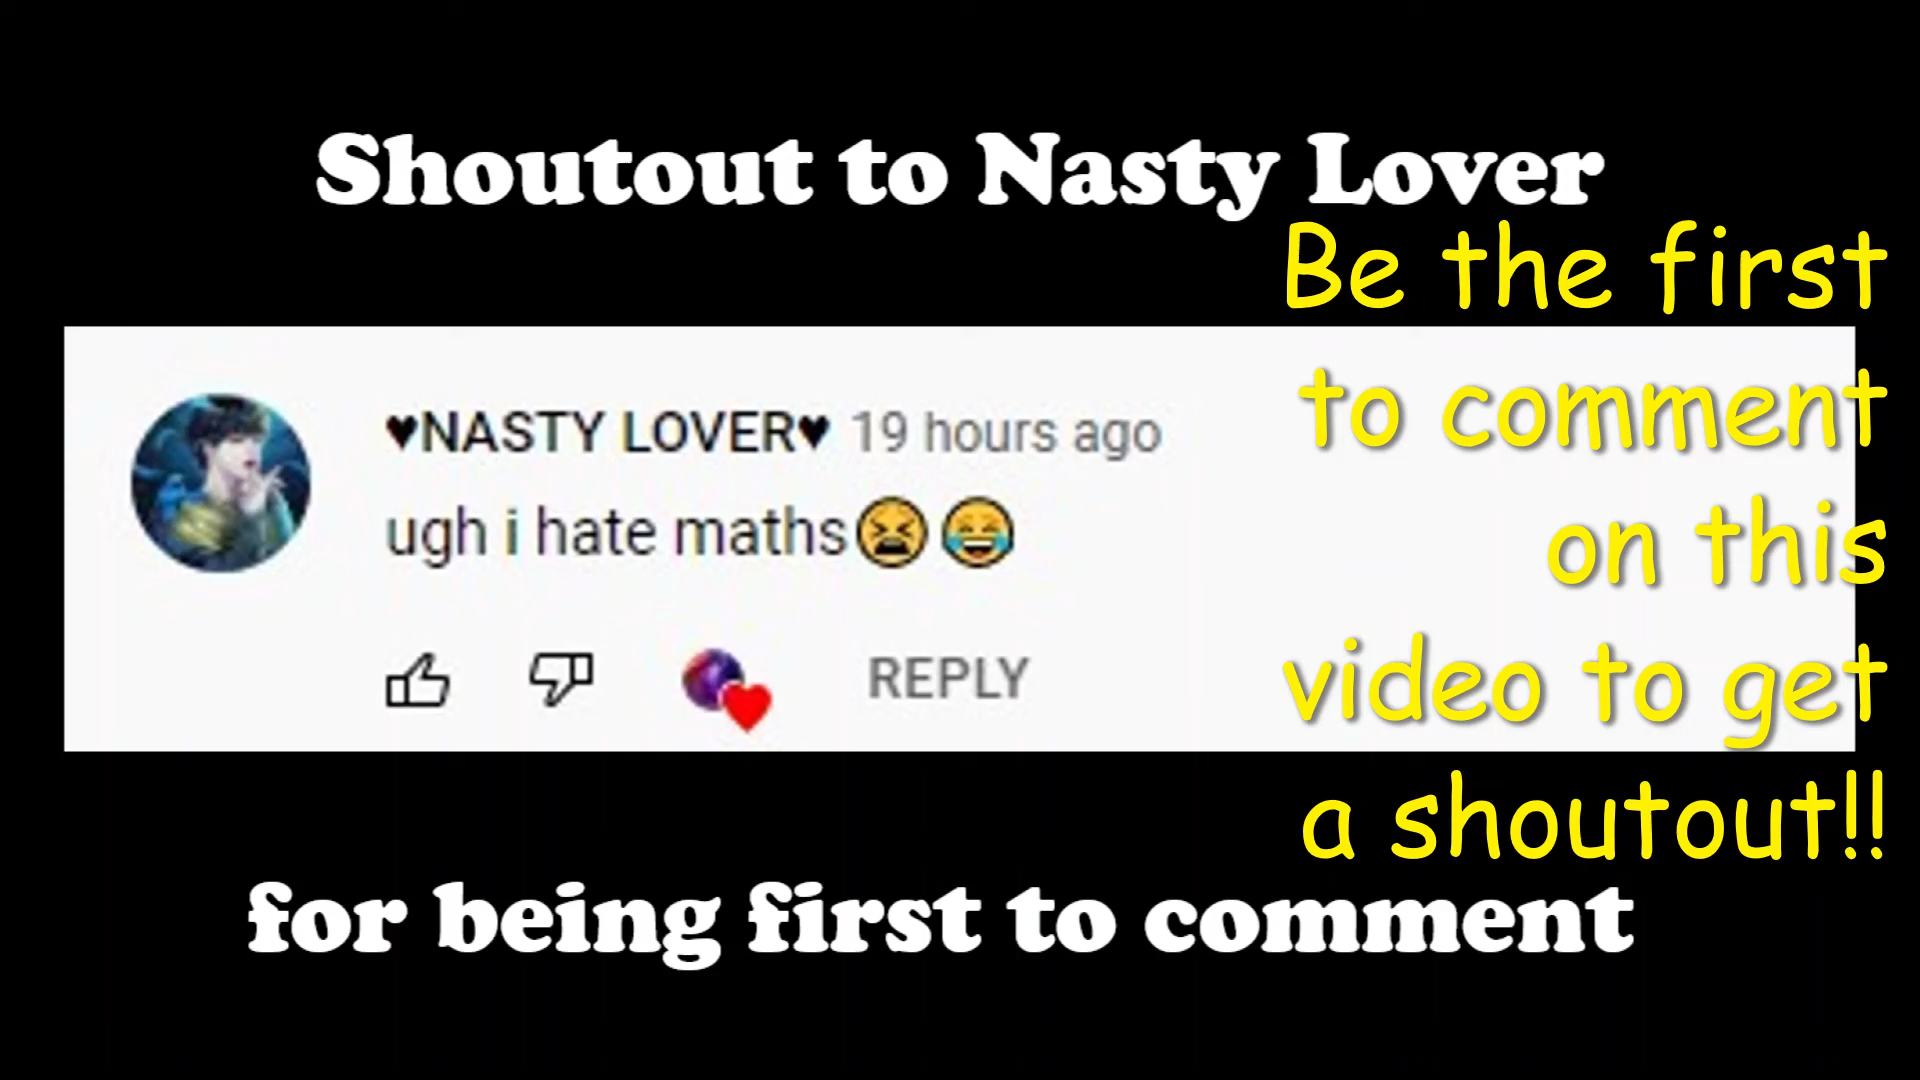 Shoutout to Nasty Lover
Be the first
to comment
on this
video to get
a shoutout!!
♥NASTY LOVER♥ 19 hours ago
ugh i hate maths😫😂
REPLY
for being first to comment